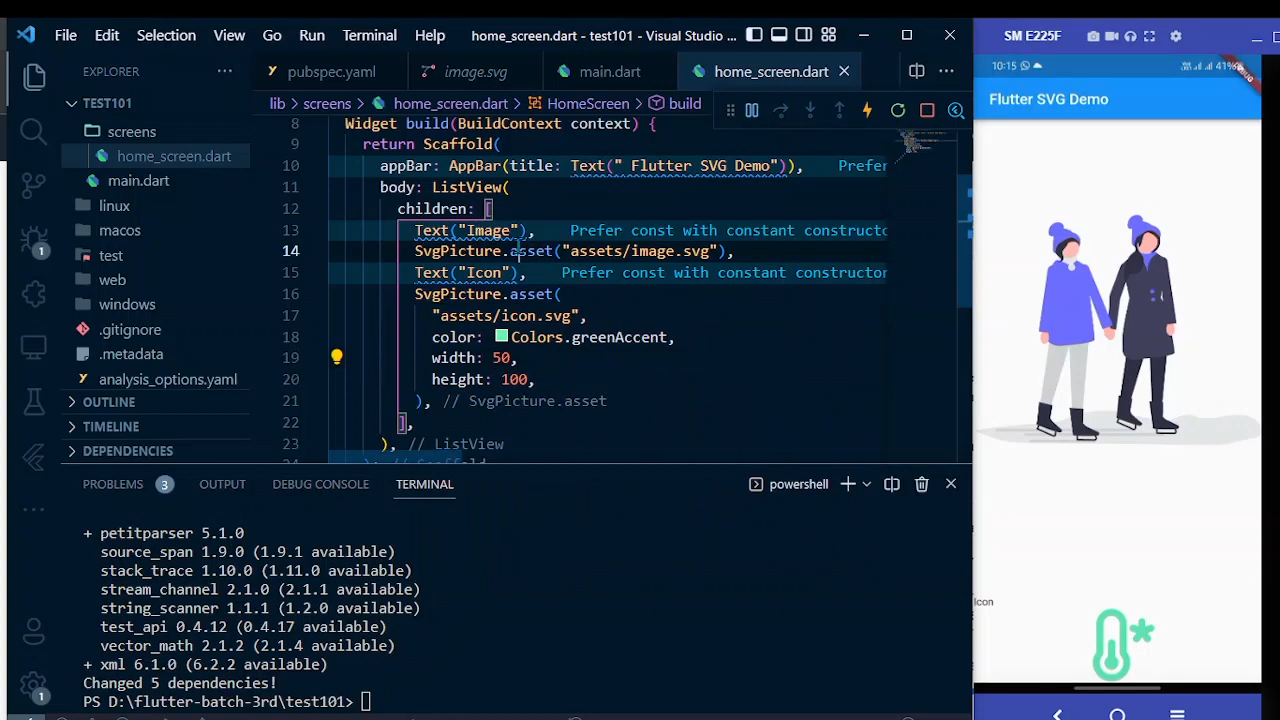 File Edit Selection View Go Run Terminal Help home_screen.dart - test101 - Visual Studio ...
EXPLORER
TEST101
screens
home_screen.dart
main.dart
linux
macos
test
web
windows
.gitignore
.metadata
analysis_options.yaml
OUTLINE
TIMELINE
DEPENDENCIES
1
1
pubspec.yaml image.svg main.dart home_screen.dart
lib > screens > home_screen.dart > HomeScreen > build
8 Widget build(BuildContext context) {
9 return Scaffold(
10 appBar: AppBar(title: Text(" Flutter SVG Demo")), Prefer
11 body: ListView(
12 children: [
13 Text("Image"), Prefer const with constant constructo
14 SvgPicture.asset("assets/image.svg"),
15 Text("Icon"), Prefer const with constant constructor
16 SvgPicture.asset(
17 "assets/icon.svg",
18 color: Colors.greenAccent,
19 width: 50,
20 height: 100,
21 ), // SvgPicture.asset
22 ],
23 ), // ListView
PROBLEMS 3 OUTPUT DEBUG CONSOLE TERMINAL powershell
+ petitparser 5.1.0
source_span 1.9.0 (1.9.1 available)
stack_trace 1.10.0 (1.11.0 available)
stream_channel 2.1.0 (2.1.1 available)
string_scanner 1.1.1 (1.2.0 available)
test_api 0.4.12 (0.4.17 available)
vector_math 2.1.2 (2.1.4 available)
+ xml 6.1.0 (6.2.2 available)
Changed 5 dependencies!
PS D:\flutter-batch-3rd\test101>
SM E225F
10:15 41%
DEBUG
Flutter SVG Demo
Icon